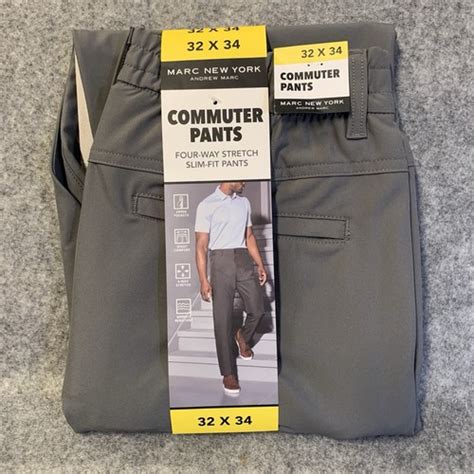 32 X 34
MARC NEW YORK
ANDREW MARC
COMMUTER
PANTS
FOUR-WAY STRETCH
SLIM-FIT PANTS
32 X 34
32 X 34
COMMUTER
PANTS
MARC NEW YORK
ANDREW MARC